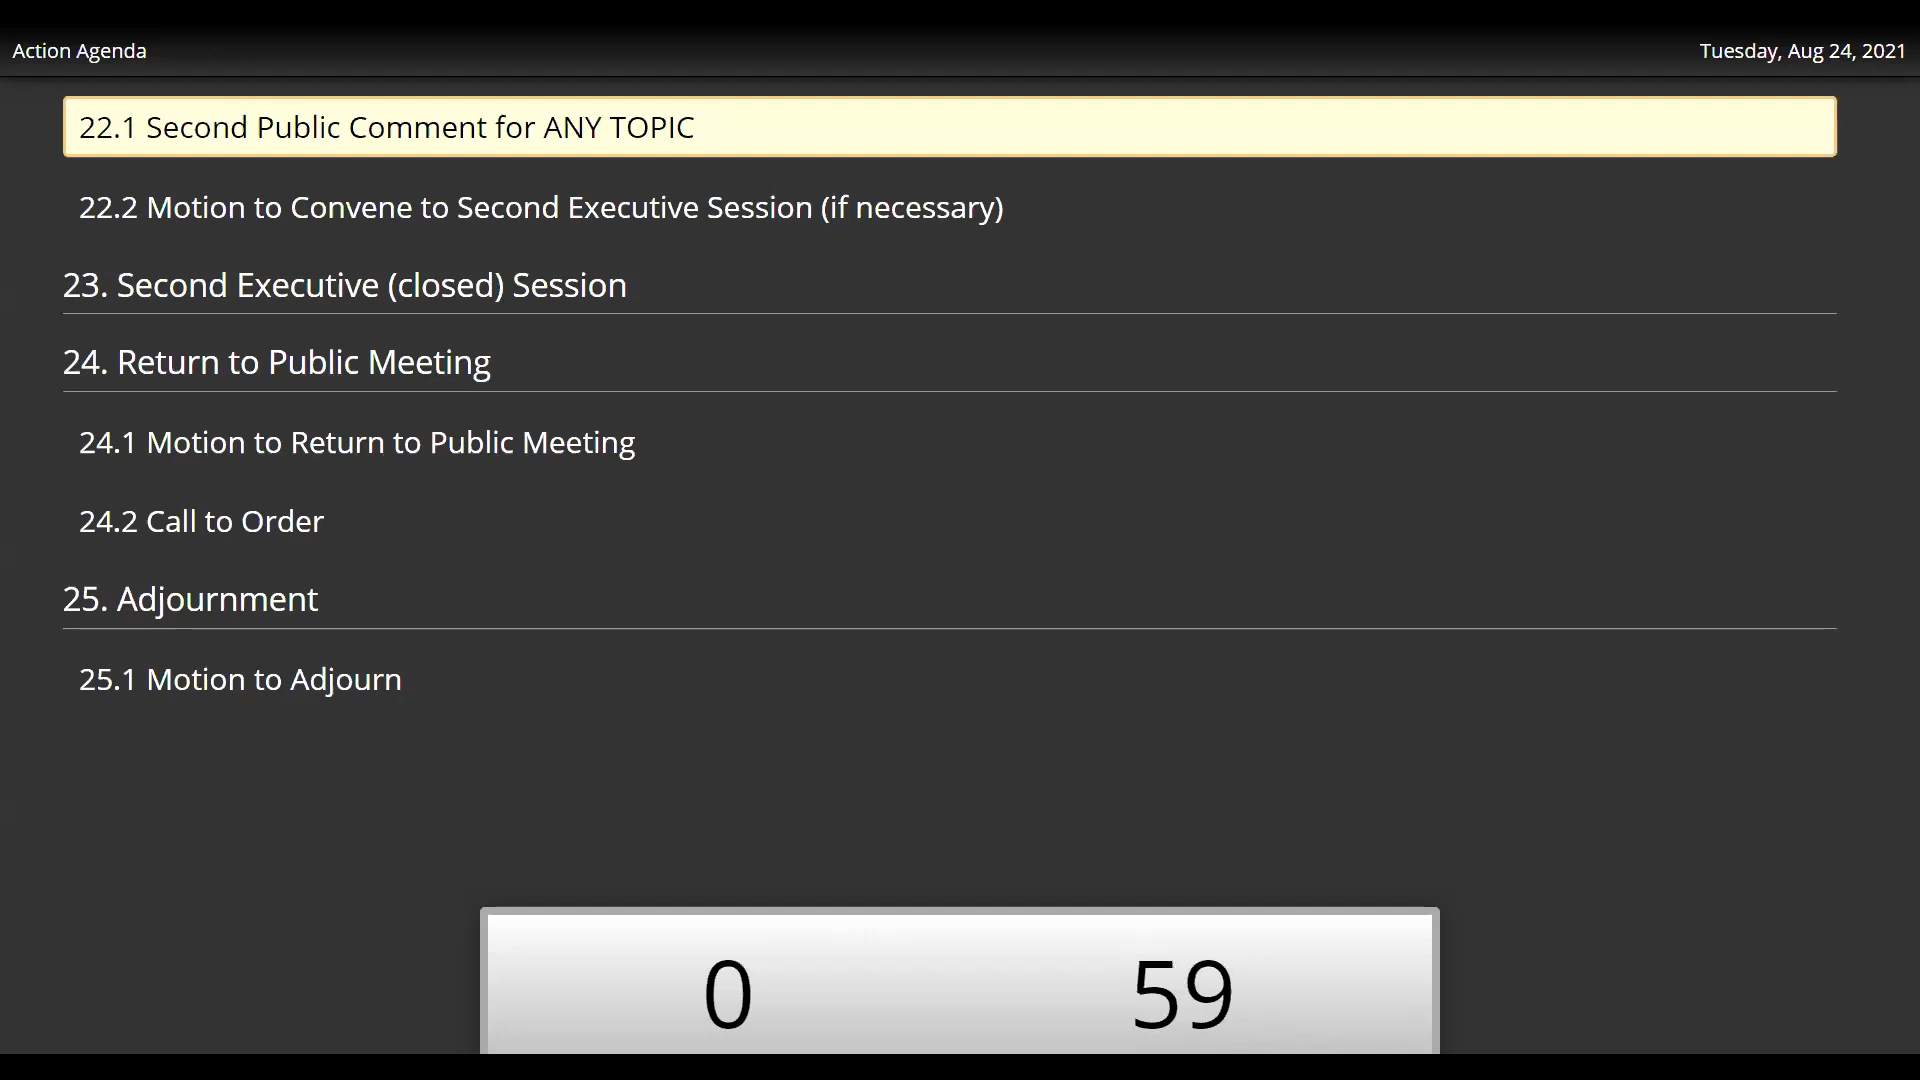 Action Agenda
Tuesday, Aug 24, 2021
22.1 Second Public Comment for ANY TOPIC
22.2 Motion to Convene to Second Executive Session (if necessary)
23. Second Executive (closed) Session
24. Return to Public Meeting
24.1 Motion to Return to Public Meeting
24.2 Call to Order
25. Adjournment
25.1 Motion to Adjourn
0 59